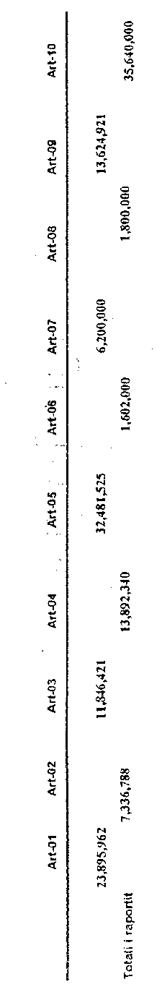 Art-01 Art-02 Art-03 Art-04 Art-05 Art-06 Art-07 Art-08 Art-09 Art-10
23,895,962 11,846,421 32,481,525 6,200,000 13,624,921
Totali i raportit 7,336,788 13,892,340 1,602,000 1,800,000 35,640,000